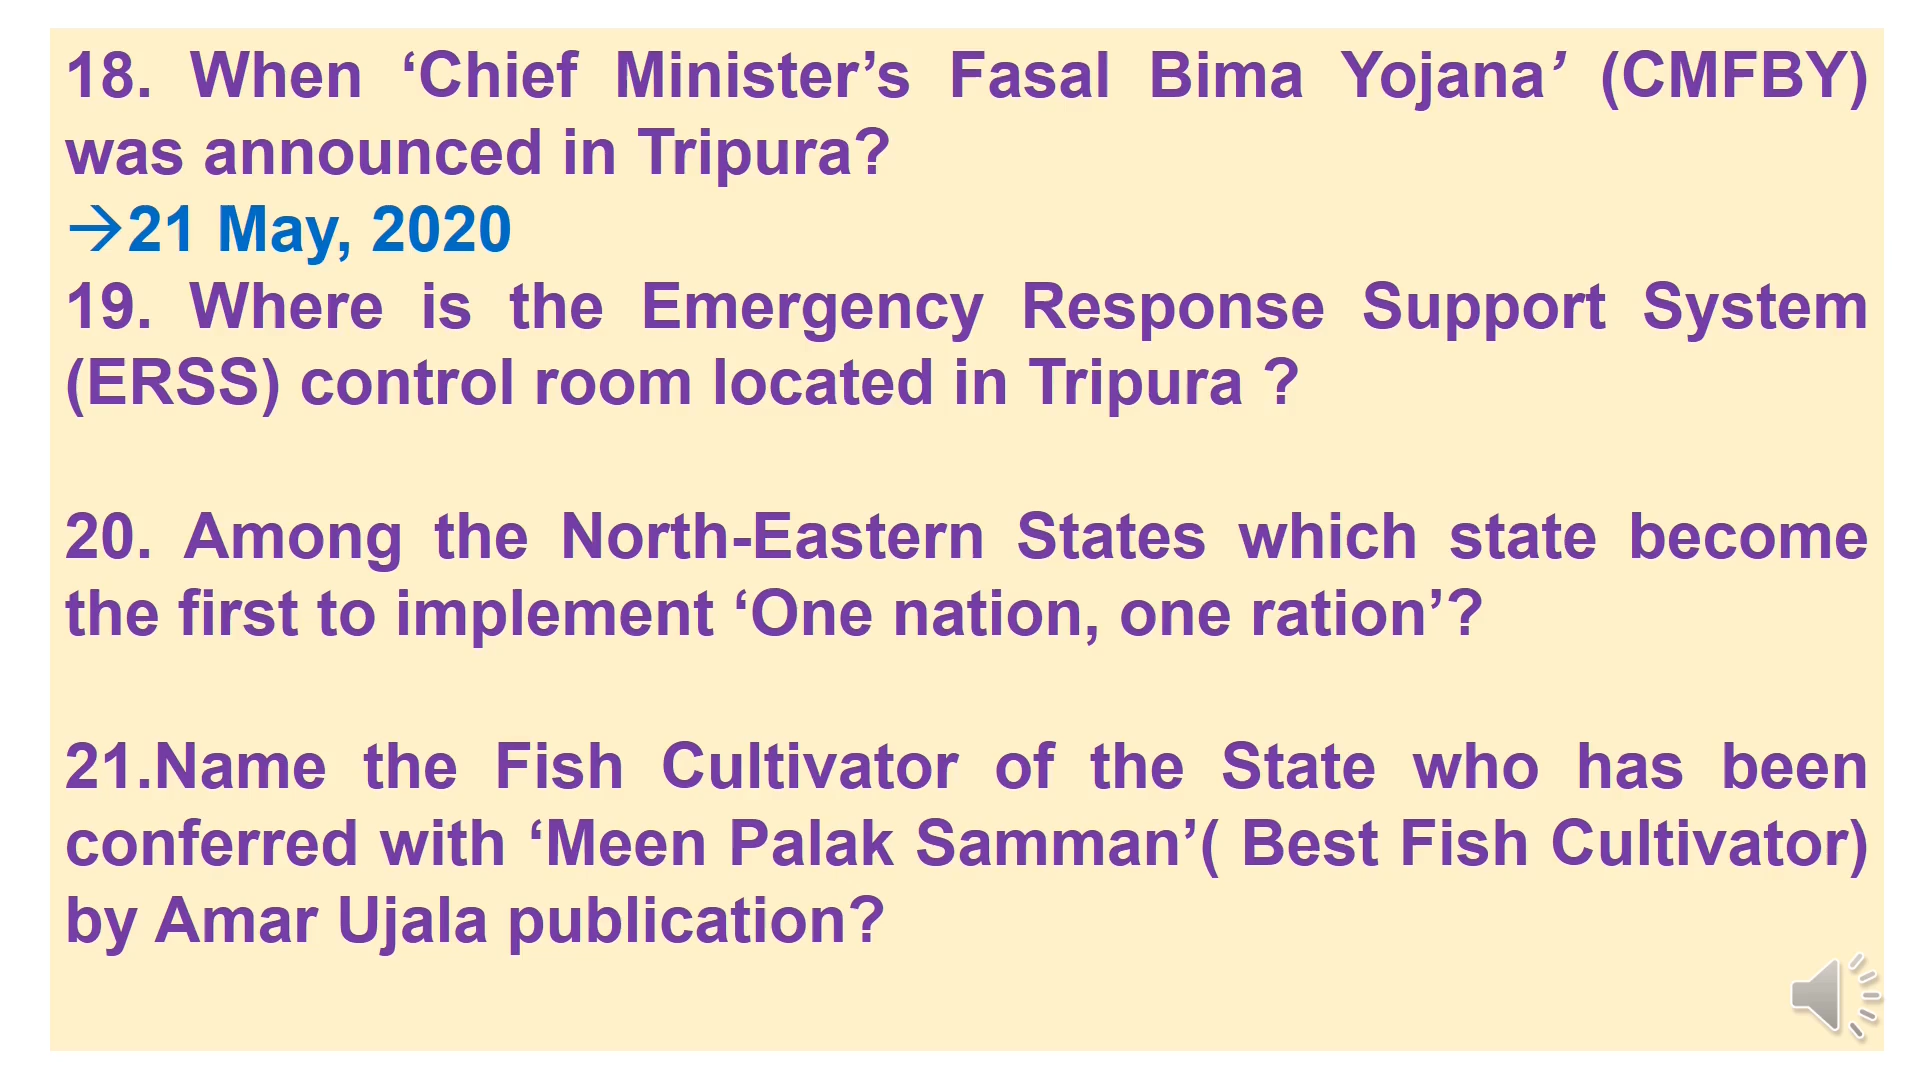 18. When ‘Chief Minister’s Fasal Bima Yojana’ (CMFBY)
was announced in Tripura?
→21 May, 2020
19. Where is the Emergency Response Support System
(ERSS) control room located in Tripura ?
20. Among the North-Eastern States which state become
the first to implement ‘One nation, one ration’?
21.Name the Fish Cultivator of the State who has been
conferred with ‘Meen Palak Samman’( Best Fish Cultivator)
by Amar Ujala publication?